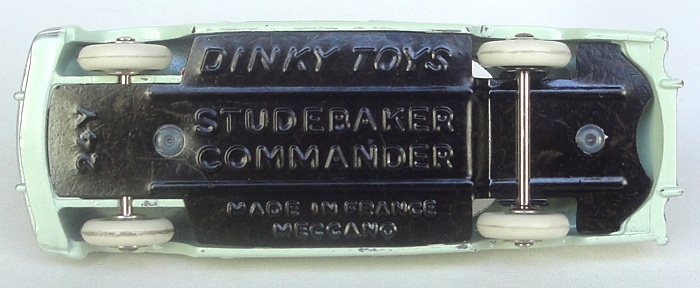 DINKY TOYS
24Y
STUDEBAKER
COMMANDER
MADE IN FRANCE
MECCANO